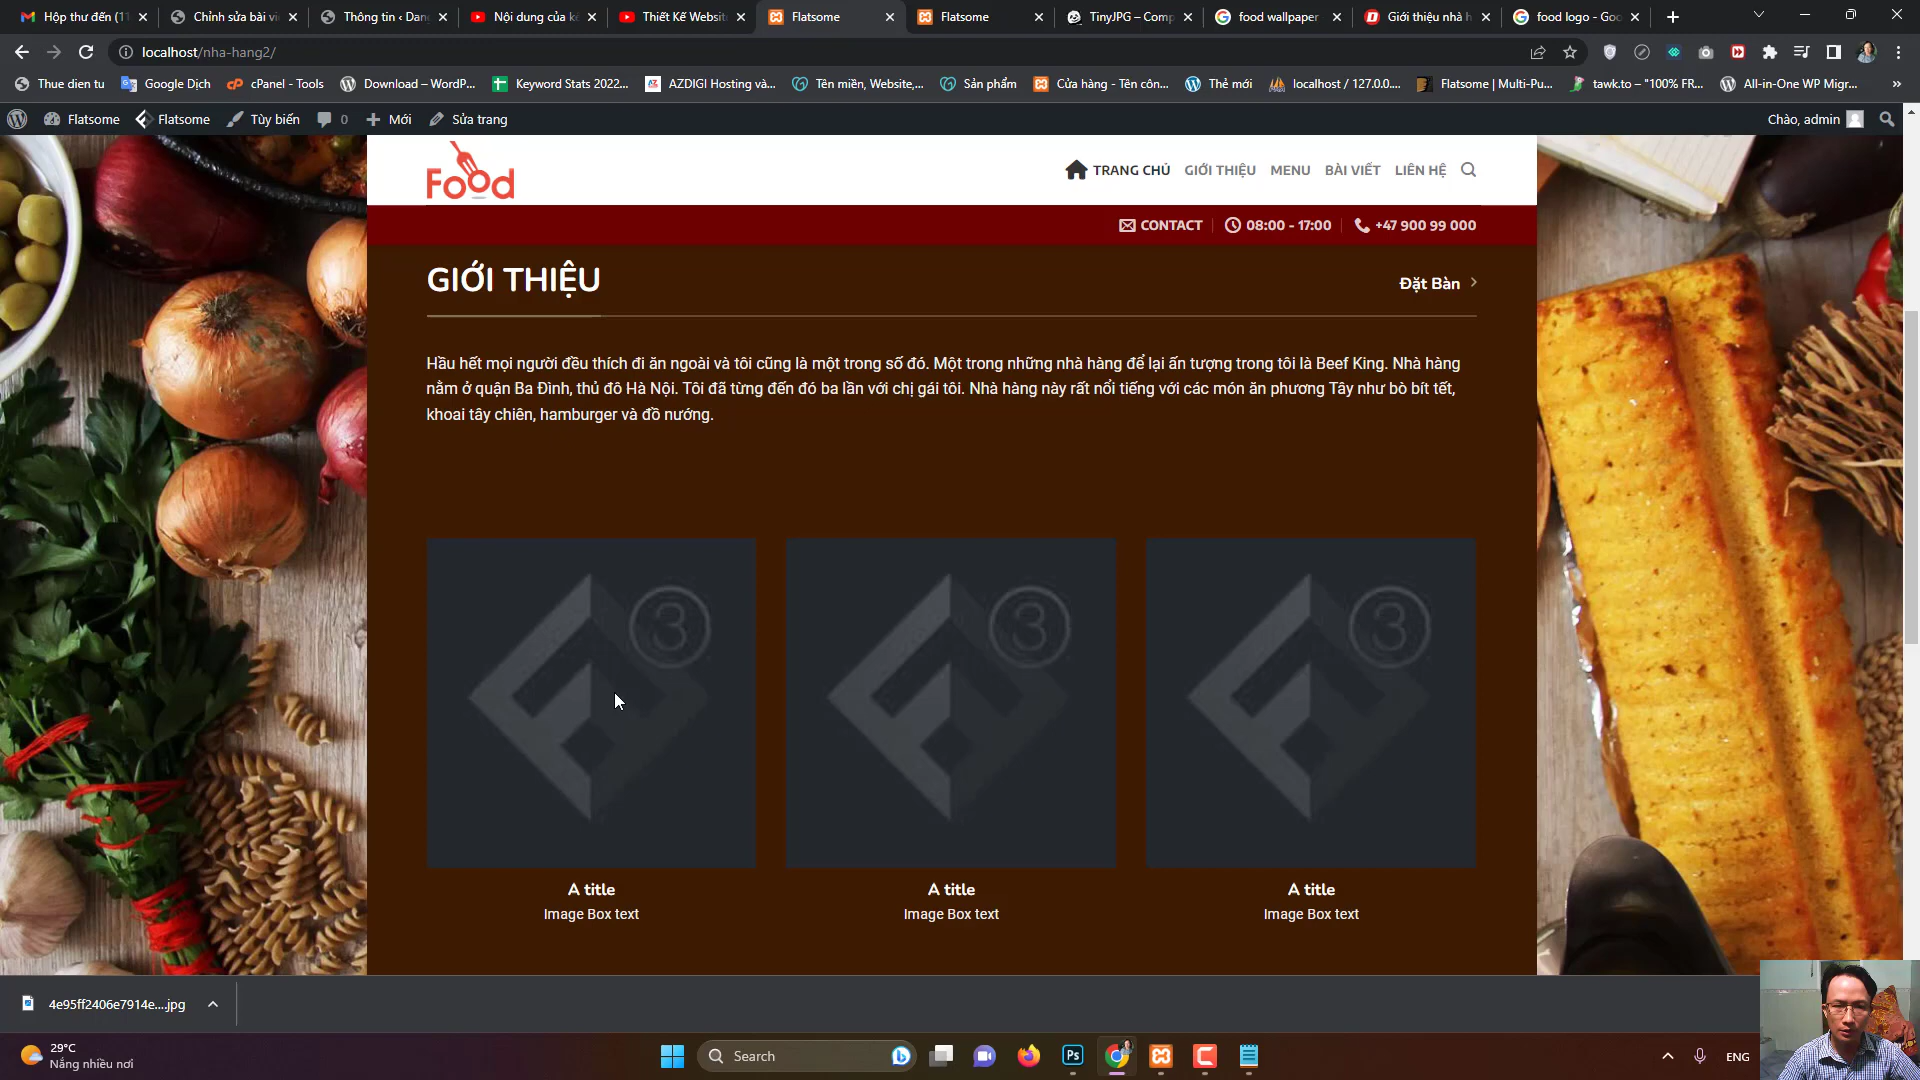 Hộp thư đến (11
Chỉnh sửa bài vi
Thông tin ‹ Dan
Nội dung của k
Thiết Kế Websit
Flatsome
Flatsome
TinyJPG – Comp
food wallpaper
Giới thiệu nhà h
food logo - Goo
localhost/nha-hang2/
Thue dien tu
Google Dịch
cPanel - Tools
Download – WordP...
Keyword Stats 2022...
AZDIGI Hosting và...
Tên miền, Website,...
Sản phẩm
Cửa hàng - Tên côn...
Thẻ mới
localhost / 127.0.0....
Flatsome | Multi-Pu...
tawk.to – "100% FR...
All-in-One WP Migr...
»
Flatsome
Flatsome
Tùy biến
0
Mới
Sửa trang
Chào, admin
Food
TRANG CHỦ
GIỚI THIỆU
MENU
BÀI VIẾT
LIÊN HỆ
CONTACT
08:00 - 17:00
+47 900 99 000
GIỚI THIỆU
Đặt Bàn
Hầu hết mọi người đều thích đi ăn ngoài và tôi cũng là một trong số đó. Một trong những nhà hàng để lại ấn tượng trong tôi là Beef King. Nhà hàng
nằm ở quận Ba Đình, thủ đô Hà Nội. Tôi đã từng đến đó ba lần với chị gái tôi. Nhà hàng này rất nổi tiếng với các món ăn phương Tây như bò bít tết,
khoai tây chiên, hamburger và đồ nướng.
3
3
3
A title
A title
A title
Image Box text
Image Box text
Image Box text
4e95ff2406e7914e....jpg
29°C
Nắng nhiều nơi
Search
Ps
ENG